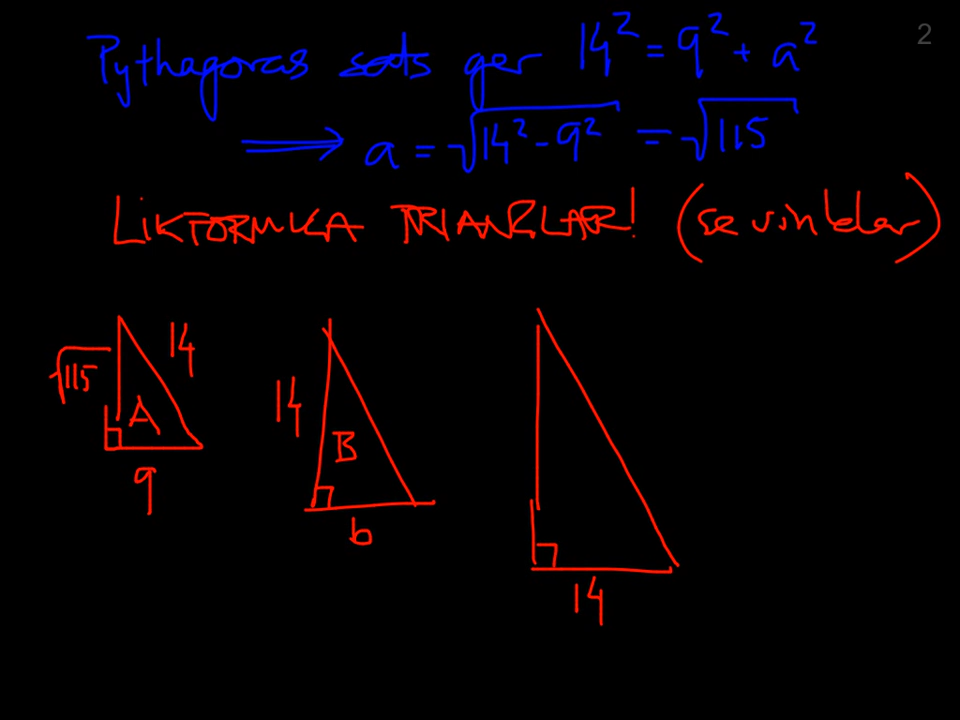 2
Pythagoras sats ger 14² = 9² + a²
⟹ a = √(14² - 9²) = √115
LIKFORMIGA TRIANGLAR! (se vinklar)
√115 14 A 9
14 B b
14